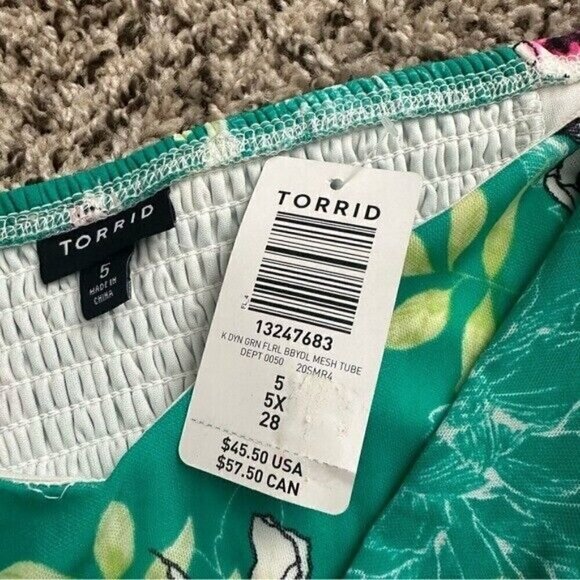 TORRID
5
MADE IN
CHINA
TORRID
13247683
K DYN GRN FLRL BBYDL MESH TUBE
DEPT 0050 20SMR4
5
5X
28
$45.50 USA
$57.50 CAN